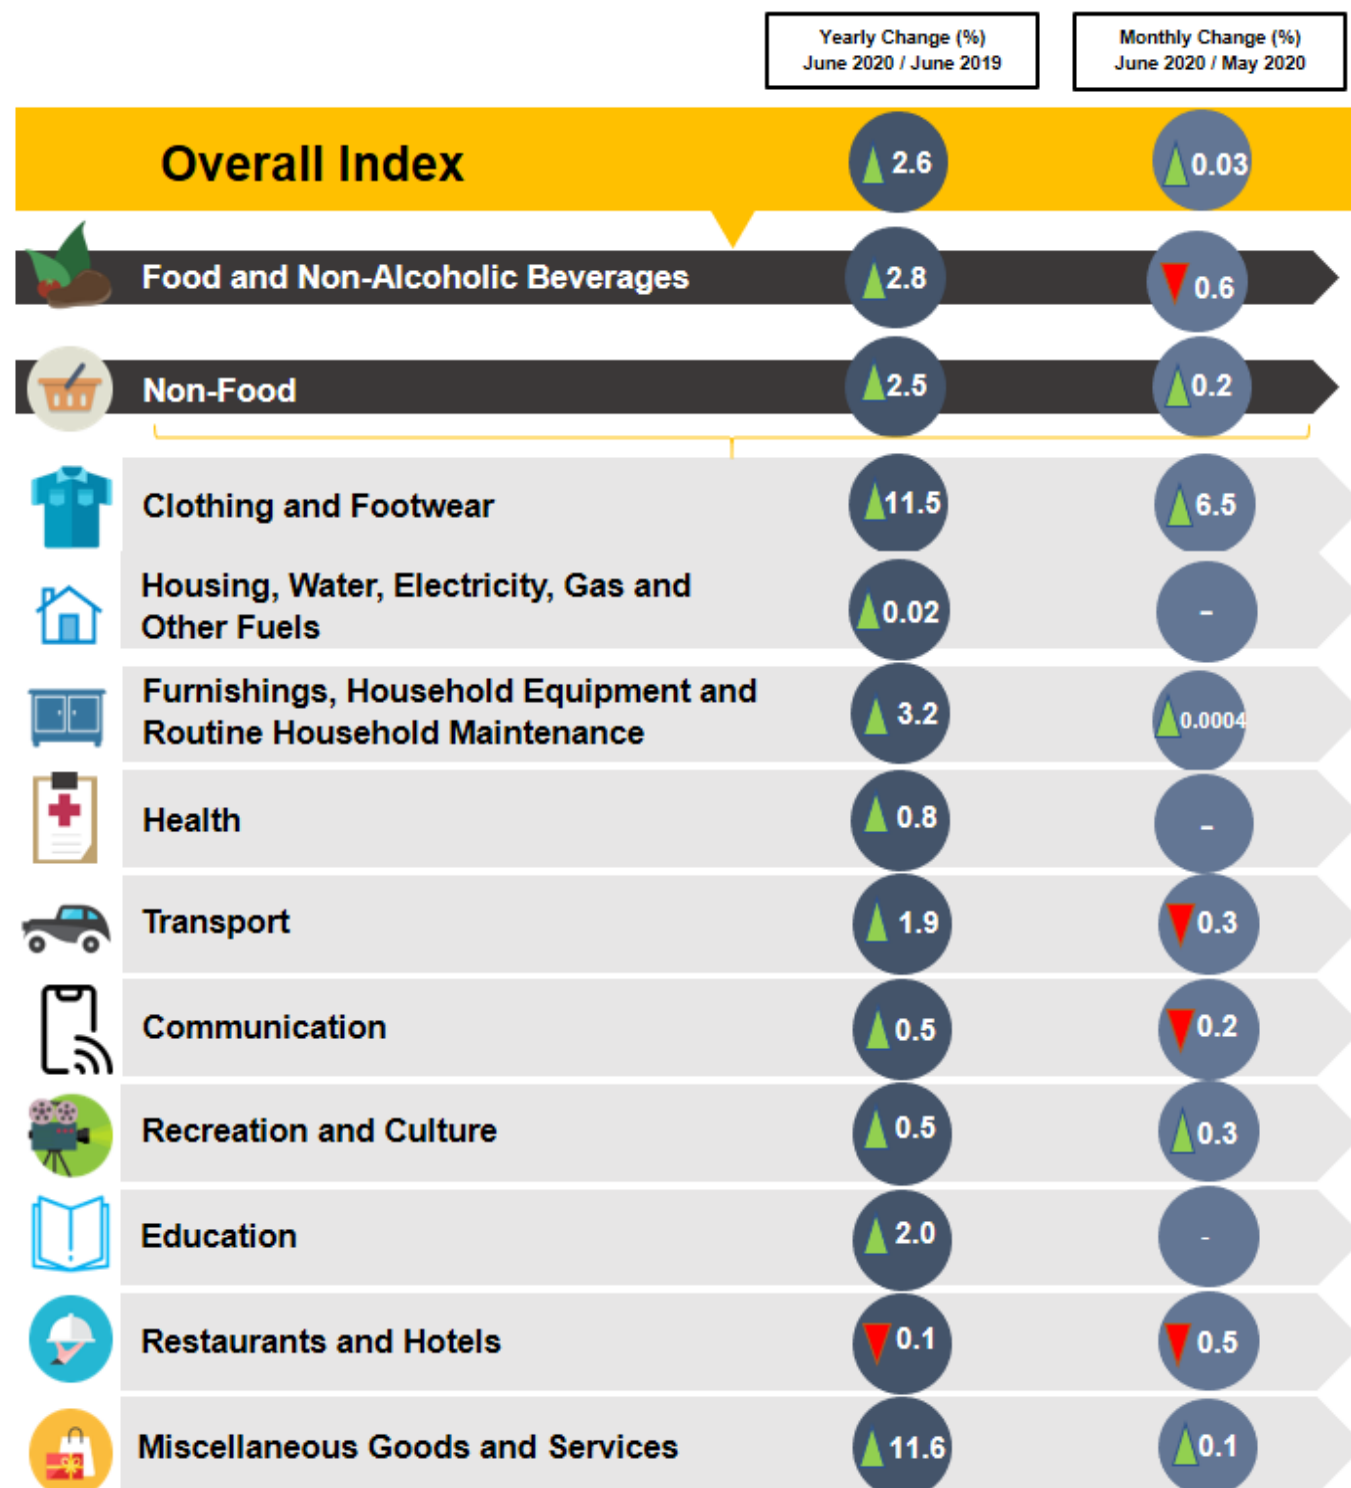 Yearly Change (%)
June 2020 / June 2019
Monthly Change (%)
June 2020 / May 2020
Overall Index
2.6
0.03
Food and Non-Alcoholic Beverages
2.8
0.6
Non-Food
2.5
0.2
Clothing and Footwear
11.5
6.5
Housing, Water, Electricity, Gas and
Other Fuels
0.02
–
Furnishings, Household Equipment and
Routine Household Maintenance
3.2
0.0004
Health
0.8
–
Transport
1.9
0.3
Communication
0.5
0.2
Recreation and Culture
0.5
0.3
Education
2.0
-
Restaurants and Hotels
0.1
0.5
Miscellaneous Goods and Services
11.6
0.1